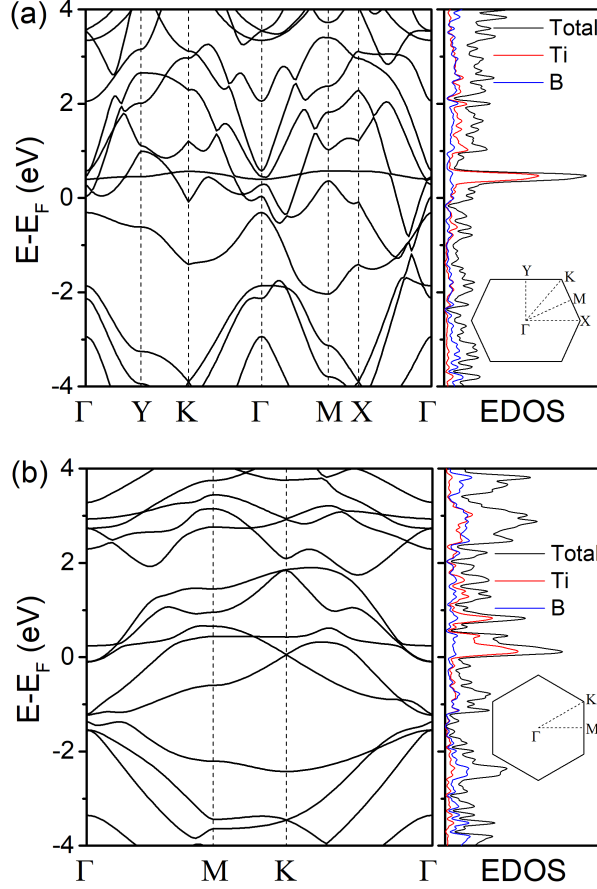 (a)
E-E_F (eV)
4
2
0
-2
-4
Γ Y K Γ M X Γ
Total
Ti
B
Y
K
M
Γ
X
EDOS
(b)
E-E_F (eV)
4
2
0
-2
-4
Γ M K Γ
Total
Ti
B
K
Γ
M
EDOS